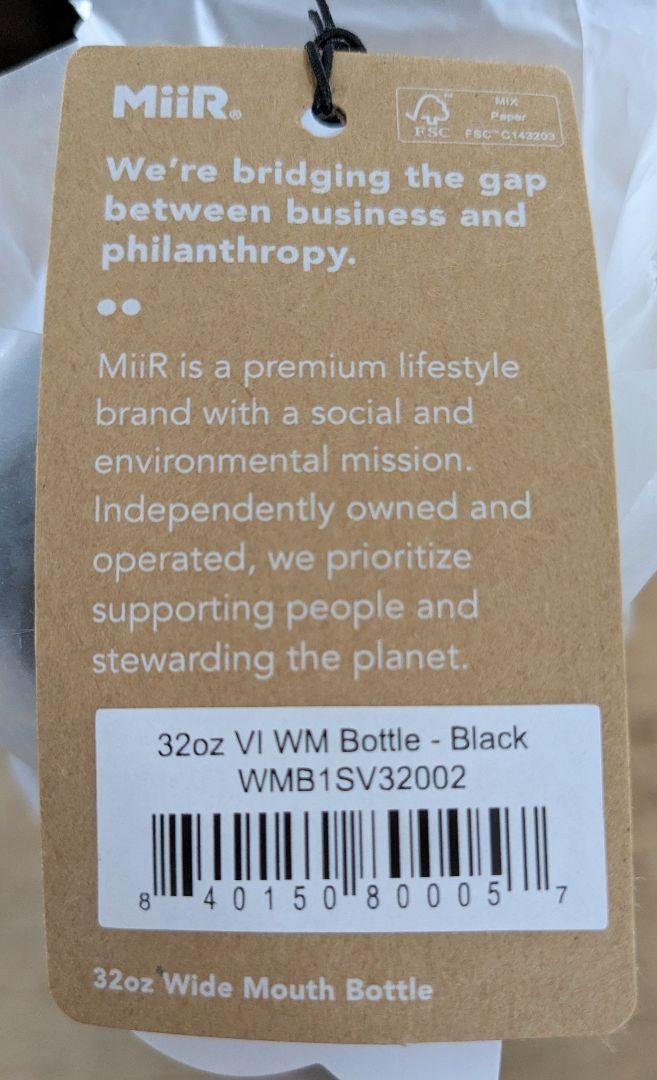 MiiR®
MIX
Paper
FSC™ C143203
FSC™
We're bridging the gap
between business and
philanthropy.
MiiR is a premium lifestyle
brand with a social and
environmental mission.
Independently owned and
operated, we prioritize
supporting people and
stewarding the planet.
32oz VI WM Bottle - Black
WMB1SV32002
8 40150 80005 7
32oz Wide Mouth Bottle